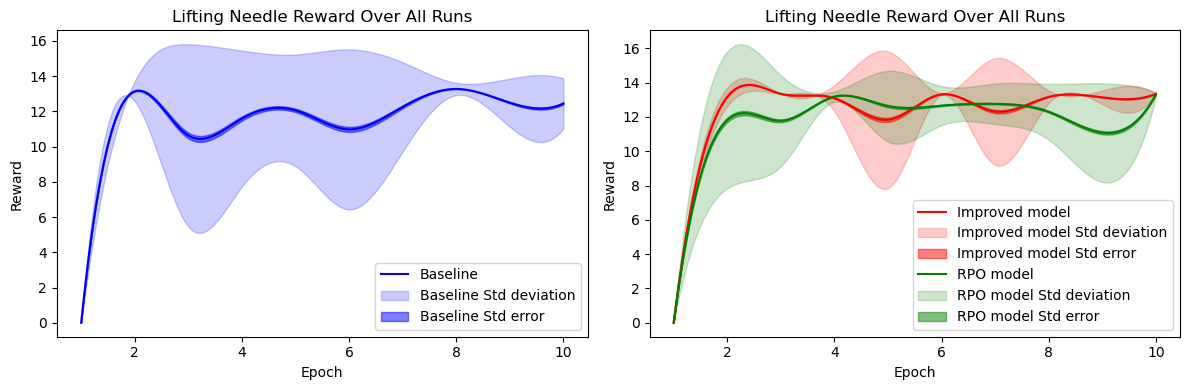 Lifting Needle Reward Over All Runs
Reward
16
14
12
10
8
6
4
2
0
2
4
6
8
10
Epoch
Baseline
Baseline Std deviation
Baseline Std error
Lifting Needle Reward Over All Runs
Reward
16
14
12
10
8
6
4
2
0
2
4
6
8
10
Epoch
Improved model
Improved model Std deviation
Improved model Std error
RPO model
RPO model Std deviation
RPO model Std error